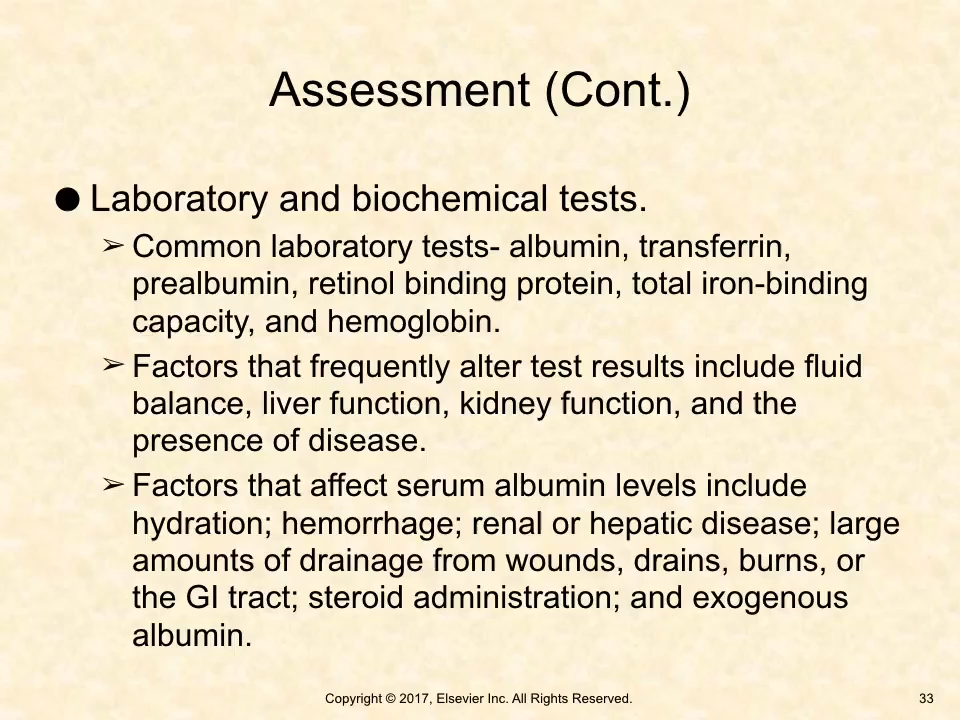 Assessment (Cont.)
● Laboratory and biochemical tests.
➢ Common laboratory tests- albumin, transferrin,
prealbumin, retinol binding protein, total iron-binding
capacity, and hemoglobin.
➢ Factors that frequently alter test results include fluid
balance, liver function, kidney function, and the
presence of disease.
➢ Factors that affect serum albumin levels include
hydration; hemorrhage; renal or hepatic disease; large
amounts of drainage from wounds, drains, burns, or
the GI tract; steroid administration; and exogenous
albumin.
Copyright © 2017, Elsevier Inc. All Rights Reserved. 33